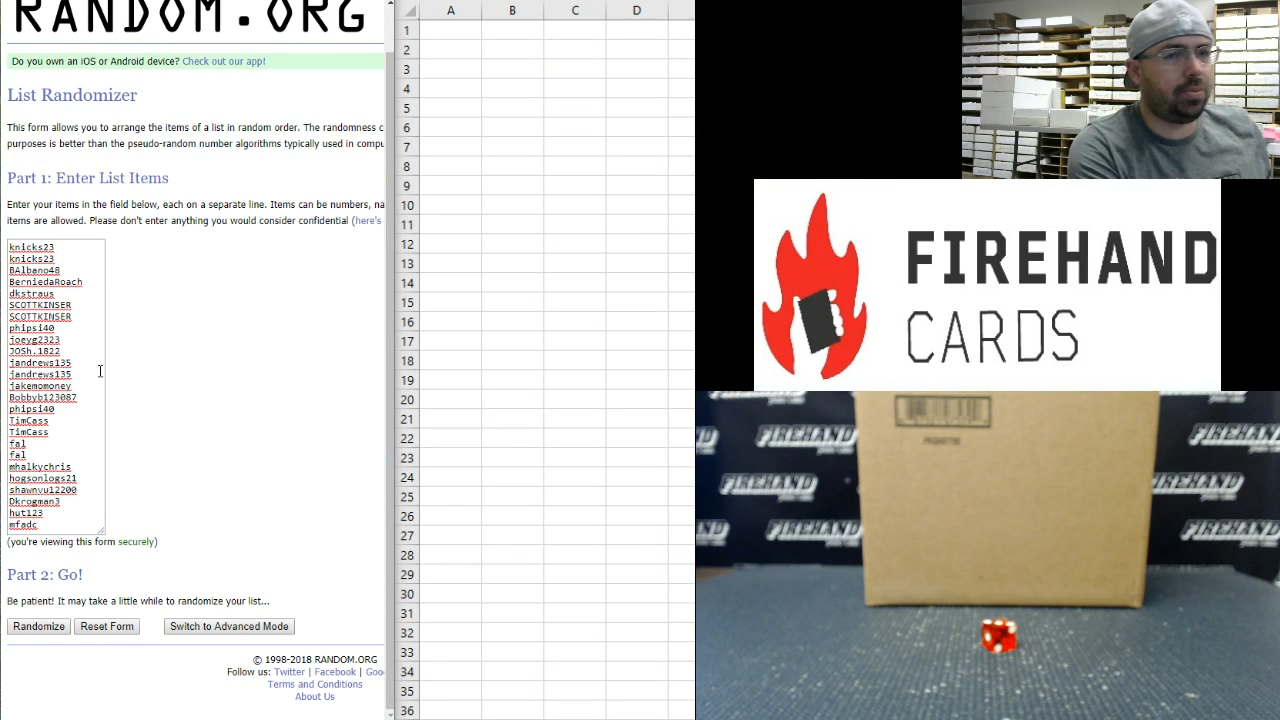 RANDOM.ORG
Do you own an iOS or Android device? Check out our app!
List Randomizer
This form allows you to arrange the items of a list in random order. The randomness c
purposes is better than the pseudo-random number algorithms typically used in compu
Part 1: Enter List Items
Enter your items in the field below, each on a separate line. Items can be numbers, na
items are allowed. Please don't enter anything you would consider confidential (here's
knicks23
knicks23
BAlbano48
BerniedaRoach
dkstraus
SCOTTKINSER
SCOTTKINSER
phipsi40
joeyg2323
JOSh.1822
jandrews135
jandrews135
jakemomoney
Bobbyb123087
phipsi40
TimCass
TimCass
fal
fal
mhalkychris
hogsonlogs21
shawnvu12200
Dkrogman3
hut123
mfadc
(you're viewing this form securely)
Part 2: Go!
Be patient! It may take a little while to randomize your list...
Randomize Reset Form Switch to Advanced Mode
© 1998-2018 RANDOM.ORG
Follow us: Twitter | Facebook | Goo
Terms and Conditions
About Us
A B C D
1
2
3
4
5
6
7
8
9
10
11
12
13
14
15
16
17
18
19
20
21
22
23
24
25
26
27
28
29
30
31
32
33
34
35
36
FIREHAND
CARDS
FIREHAND
FIREHAND
FIREHAND
FIREHAND
FIREHAND